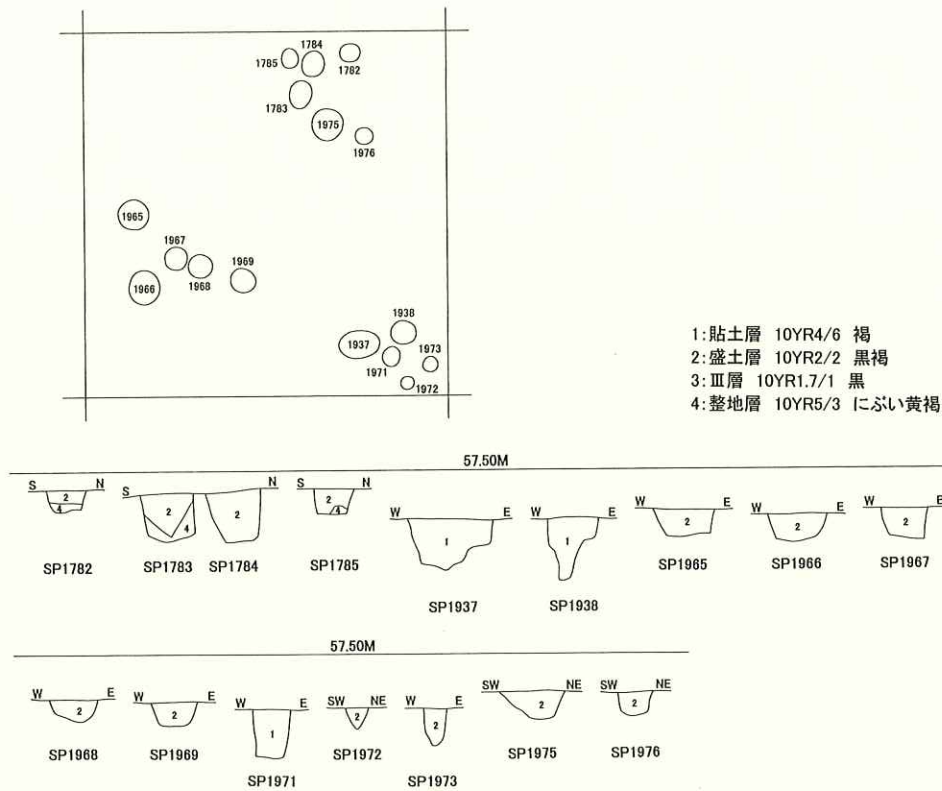 1784
1785
1782
1783
1975
1976
1965
1967
1969
1966
1968
1938
1937
1973
1971
1972
1:貼土層 10YR4/6 褐
2:盛土層 10YR2/2 黒褐
3:Ⅲ層 10YR1.7/1 黒
4:整地層 10YR5/3 にぶい黄褐
57.50M
S N S N S N W E W E W E W E W E
2 4 2 4 2 2 4 1 1 2 2 2
SP1782 SP1783 SP1784 SP1785 SP1937 SP1938 SP1965 SP1966 SP1967
57.50M
W E W E W E SW NE W E SW NE SW NE
2 2 1 2 2 2 2
SP1968 SP1969 SP1971 SP1972 SP1973 SP1975 SP1976